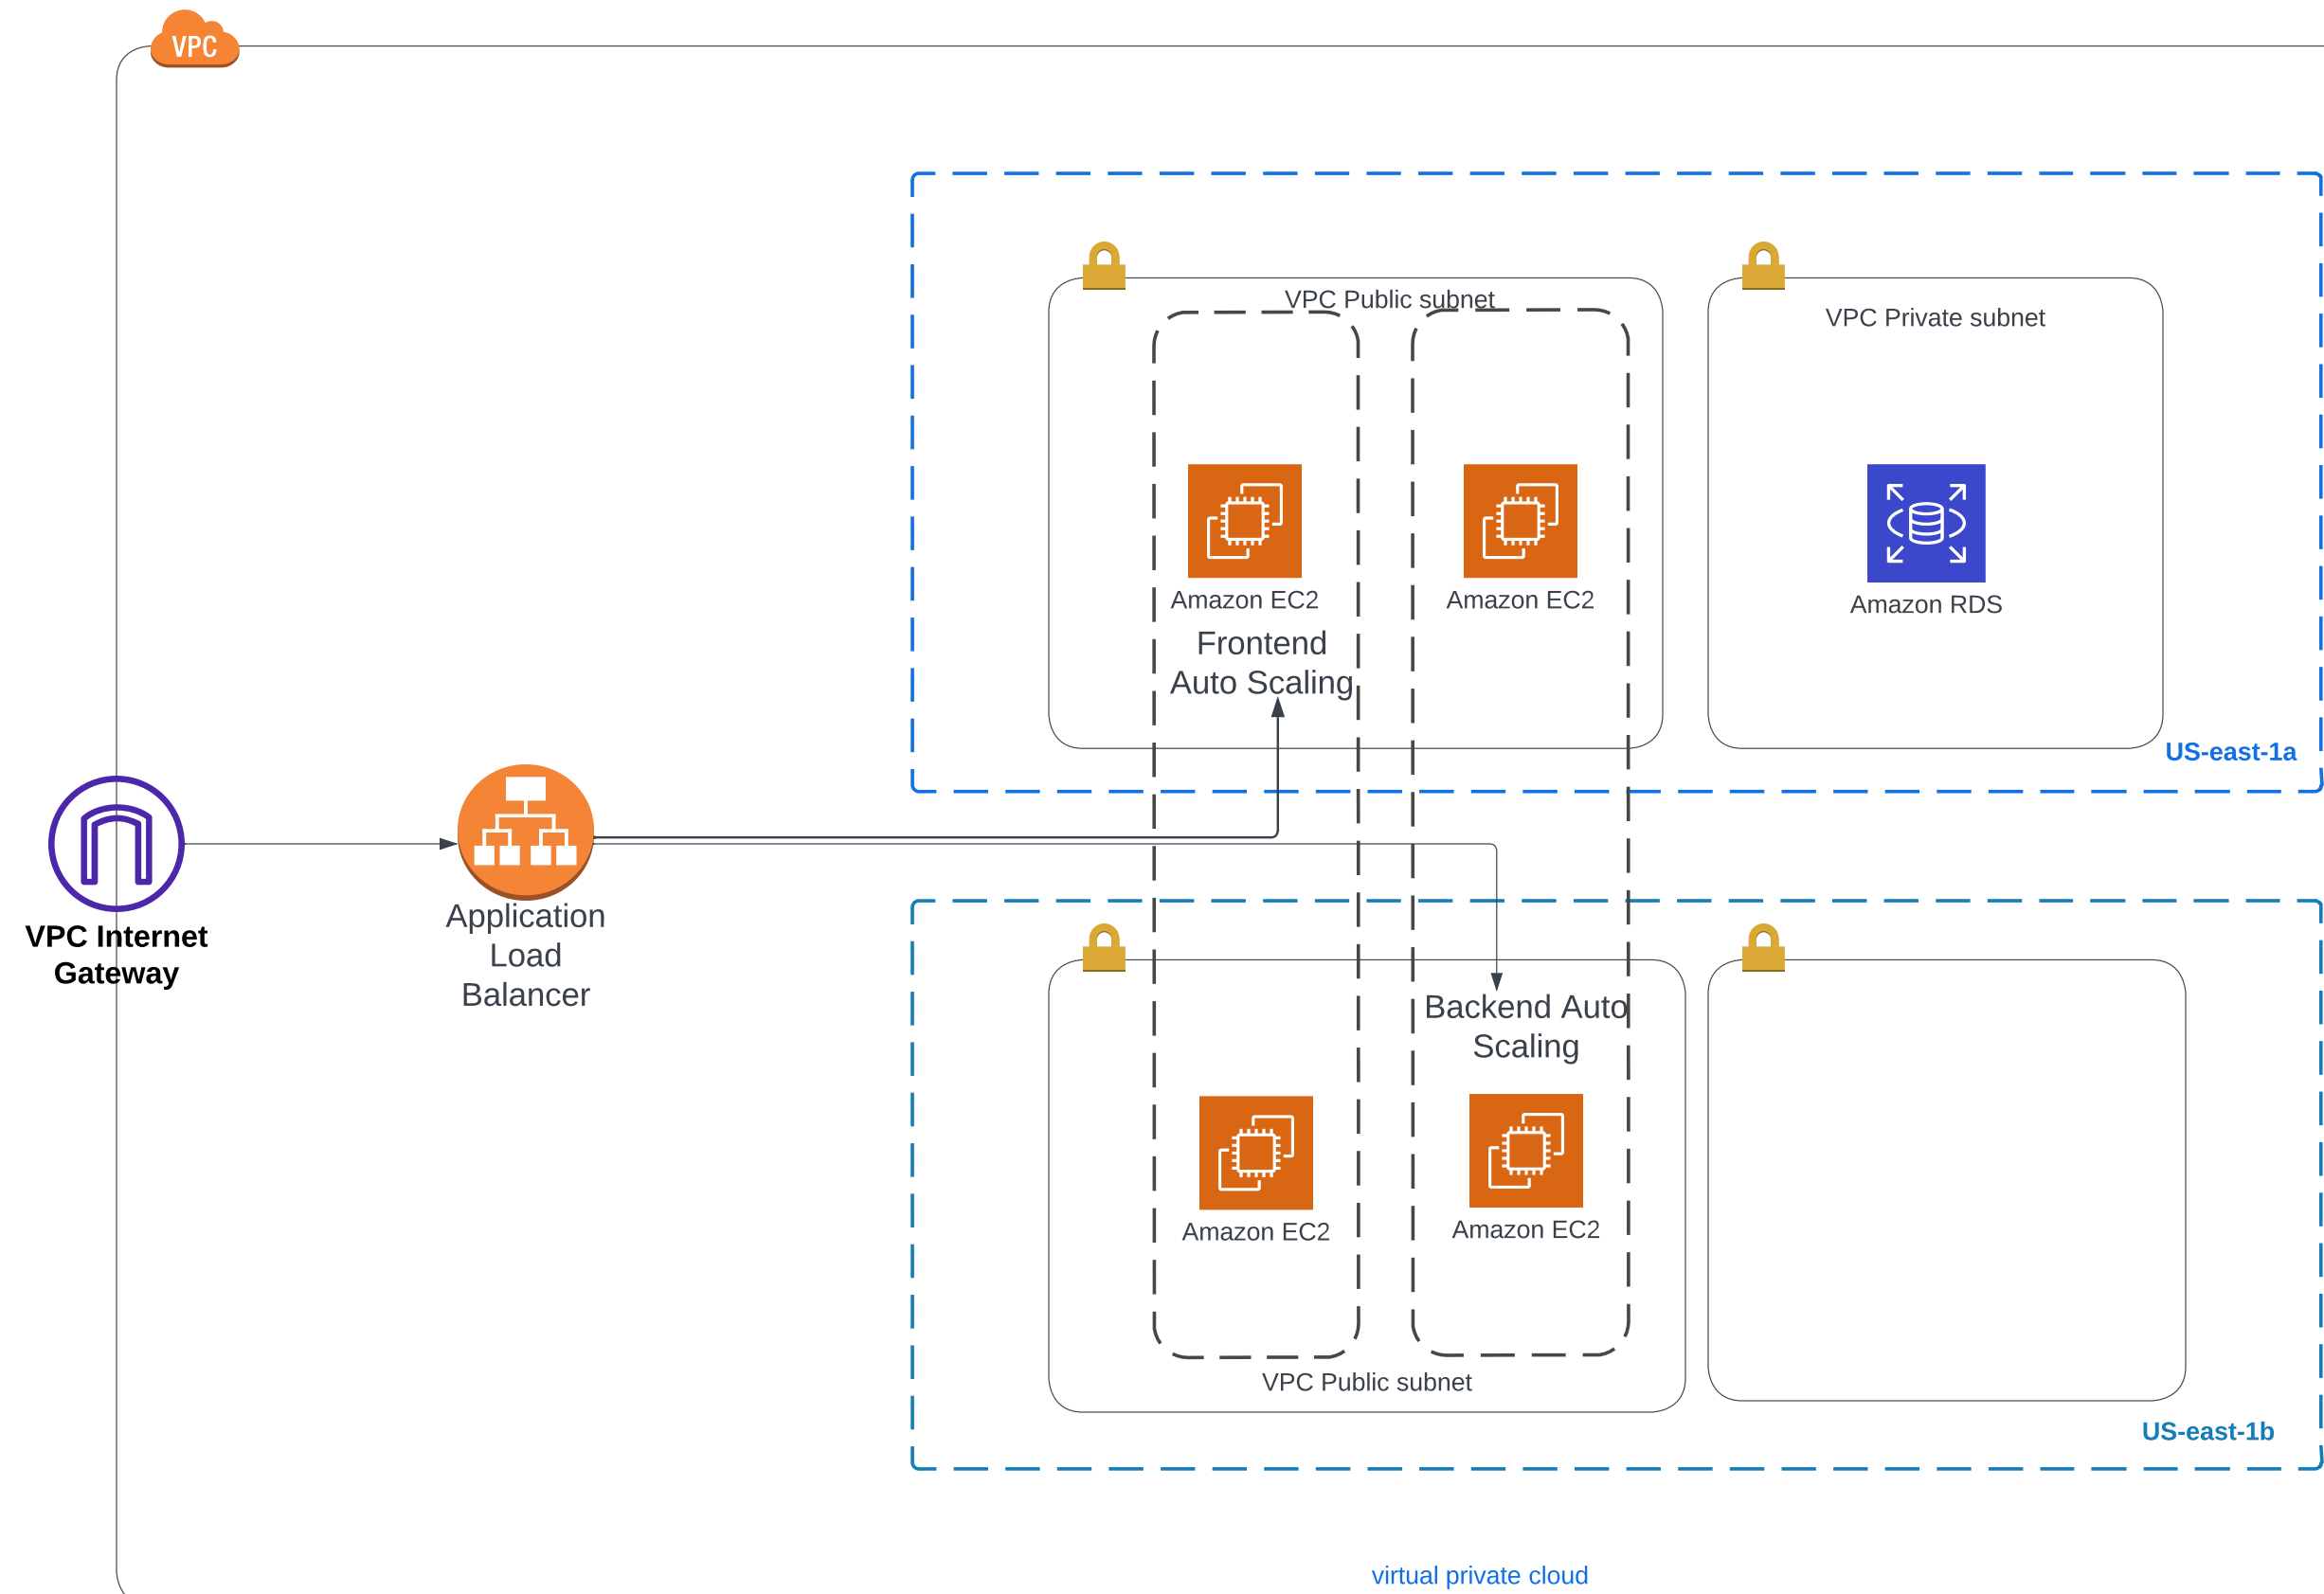 VPC
VPC Public subnet
VPC Private subnet
Amazon EC2
Amazon EC2
Amazon RDS
Frontend
Auto Scaling
US-east-1a
VPC Internet
Gateway
Application
Load
Balancer
Backend Auto
Scaling
Amazon EC2
Amazon EC2
VPC Public subnet
US-east-1b
virtual private cloud